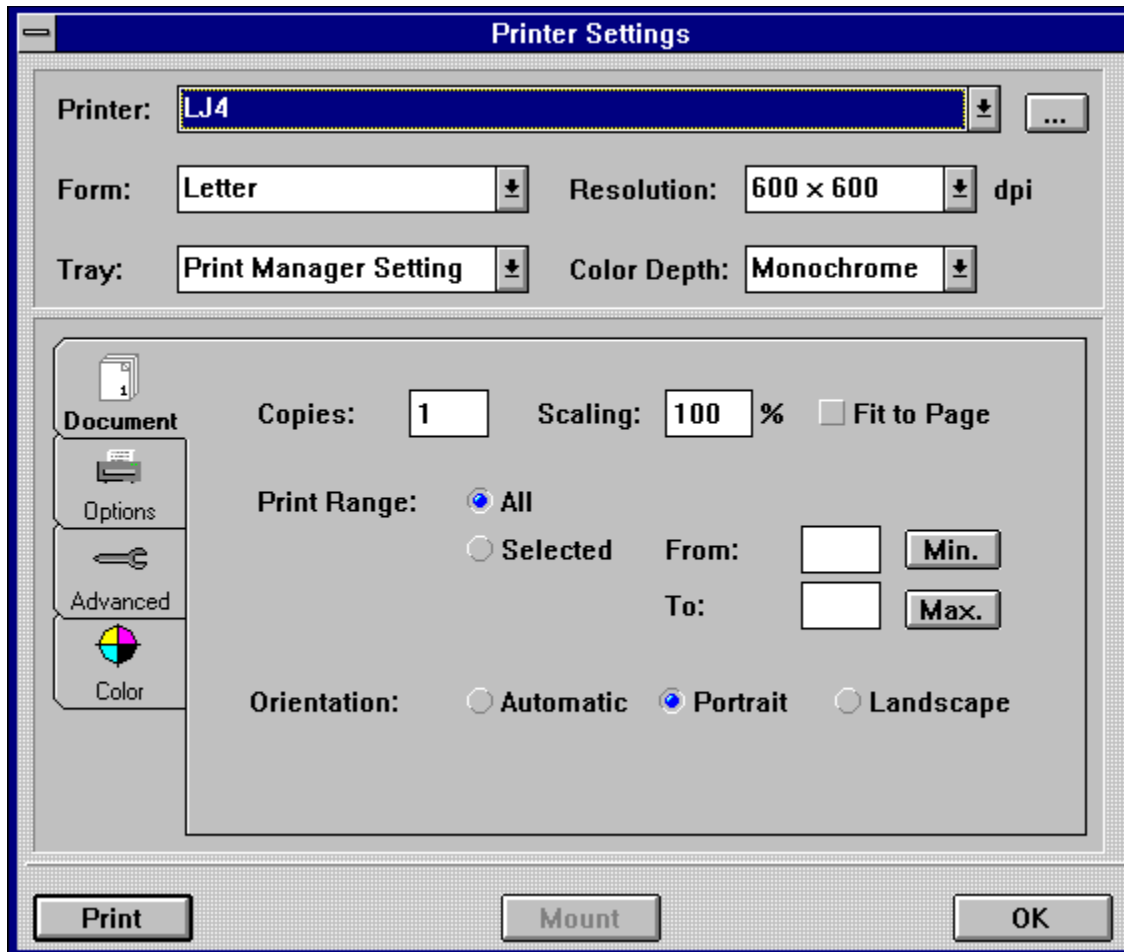 Printer Settings
Printer: LJ4 ...
Form: Letter Resolution: 600 × 600 dpi
Tray: Print Manager Setting Color Depth: Monochrome
1
Document
Copies: 1 Scaling: 100 % Fit to Page
Options
Print Range: All
Selected From: Min.
Advanced
To: Max.
Color
Orientation: Automatic Portrait Landscape
Print Mount OK